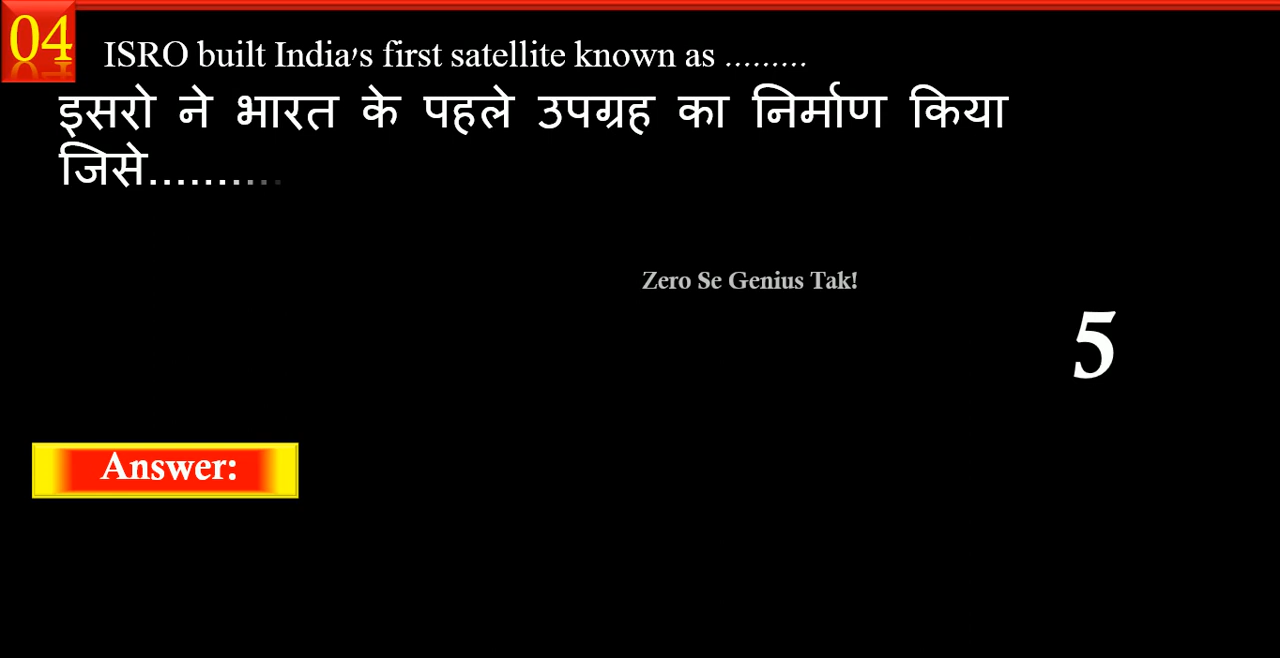 04
ISRO built India's first satellite known as .........
इसरो ने भारत के पहले उपग्रह का निर्माण किया
जिसे..........
Zero Se Genius Tak!
5
Answer: